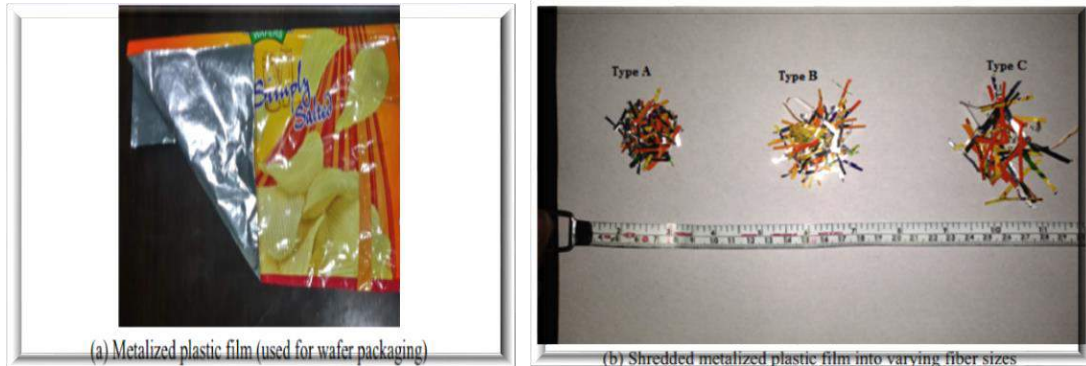 WAFERS
Simply
Salted
(a) Metalized plastic film (used for wafer packaging)
Type A
Type B
Type C
(b) Shredded metalized plastic film into varying fiber sizes